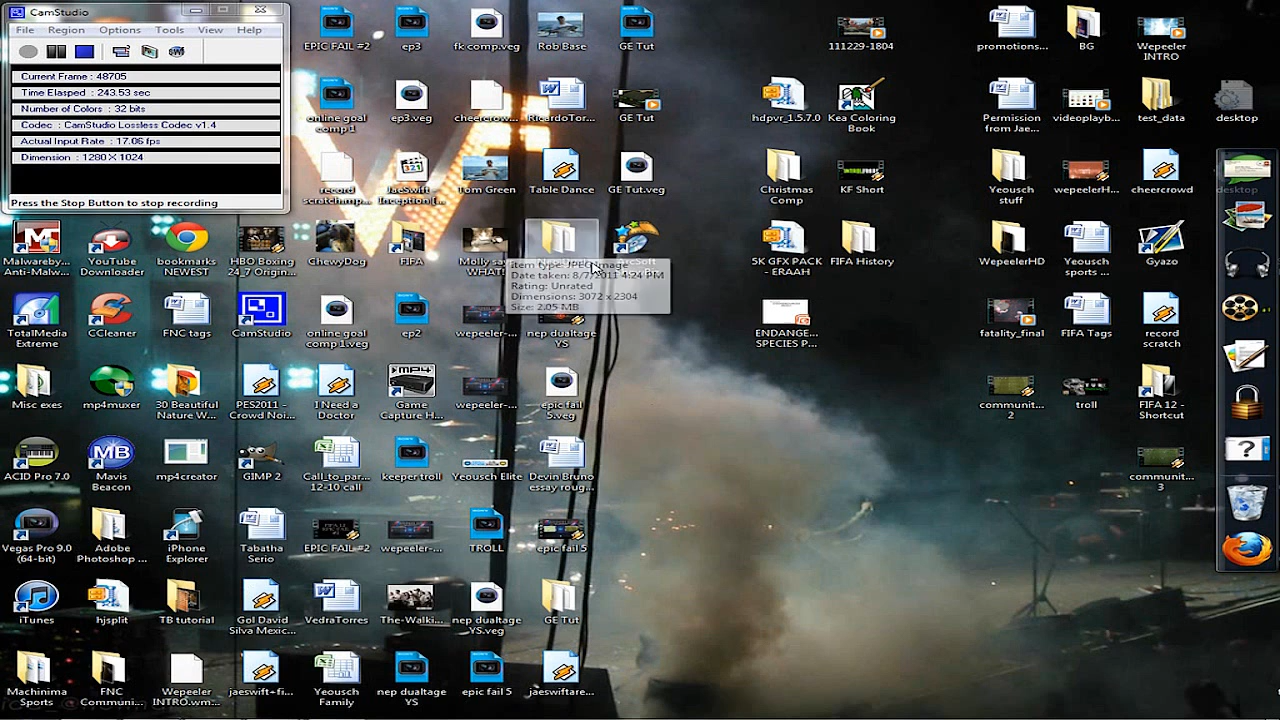 CamStudio
File Region Options Tools View Help
Current Frame : 48705
Time Elasped : 243.53 sec
Number of Colors : 32 bits
Codec : CamStudio Lossless Codec v1.4
Actual Input Rate : 17.06 fps
Dimension : 1280 X 1024
Press the Stop Button to stop recording
EPIC FAIL #2 ep3 fk comp.veg Rob Base GE Tut 111229-1804 promotions... BG Wepeeler
INTRO
online goal
comp 1 ep3.veg cheercrow... RicardoTor... GE Tut hdpvr_1.5.7.0 Kea Coloring
Book Permission
from Jae... videoplayb... test_data desktop
record
scratchimp... JaeSwift -
Inception [... Tom Green Table Dance GE Tut.veg Christmas
Comp KF Short Yeousch
stuff wepeelerH... cheercrowd desktop
Malwareby...
Anti-Malw... YouTube
Downloader bookmarks
NEWEST HBO Boxing
24_7 Origin... ChewyDog FIFA Molly say
WHAT! ArcSoft SK GFX PACK
- ERAAH FIFA History WepeelerHD Yeousch
sports ... Gyazo
Item type: JPEG image
Date taken: 8/7/2011 4:24 PM
Rating: Unrated
Dimensions: 3072 x 2304
Size: 2.05 MB
TotalMedia
Extreme CCleaner FNC tags CamStudio online goal
comp 1.veg ep2 wepeeler-... nep dualtage
YS ENDANGE...
SPECIES P... fatality_final FIFA Tags record
scratch
Misc exes mp4muxer 30 Beautiful
Nature W... PES2011 -
Crowd Noi... I Need a
Doctor Game
Capture H... wepeeler-... epic fail
5.veg communit...
2 troll FIFA 12 -
Shortcut
ACID Pro 7.0 Mavis
Beacon mp4creator GIMP 2 Call_to_par...
12-10 call keeper troll Yeousch Elite Devin Bruno
essay roug... communit...
3
Vegas Pro 9.0
(64-bit) Adobe
Photoshop ... iPhone
Explorer Tabatha
Serio EPIC FAIL #2 wepeeler-... TROLL epic fail 5
iTunes hjsplit TB tutorial Gol David
Silva Mexic... VedraTorres The-Walki... nep dualtage
YS.veg GE Tut
Machinima
Sports FNC
Communi... Wepeeler
INTRO.wm... jaeswift+fi... Yeousch
Family nep dualtage
YS epic fail 5 jaeswiftare...